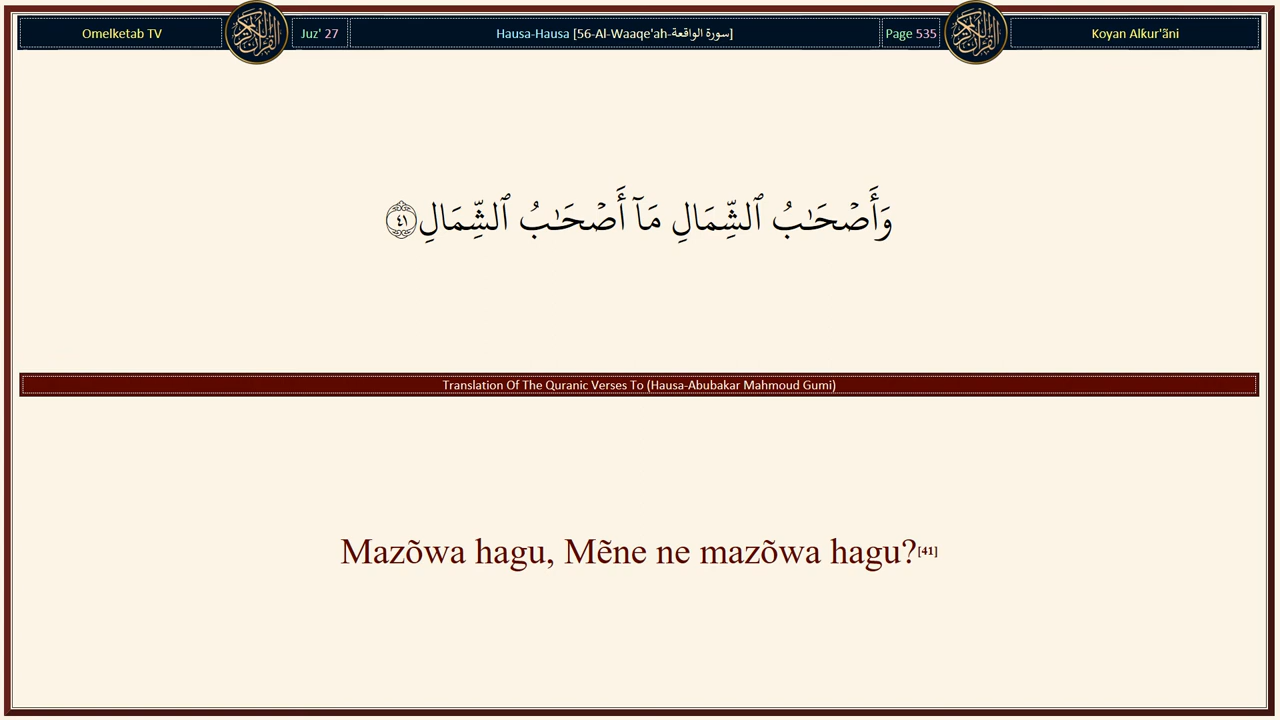 Omelketab TV
Juz' 27
Hausa-Hausa [56-Al-Waaqe'ah-سورة الواقعة]
Page 535
Koyan Alƙur'ãni
وَأَصۡحَـٰبُ ٱلشِّمَالِ مَآ أَصۡحَـٰبُ ٱلشِّمَالِ ٤١
Translation Of The Quranic Verses To (Hausa-Abubakar Mahmoud Gumi)
Mazõwa hagu, Mẽne ne mazõwa hagu?[41]